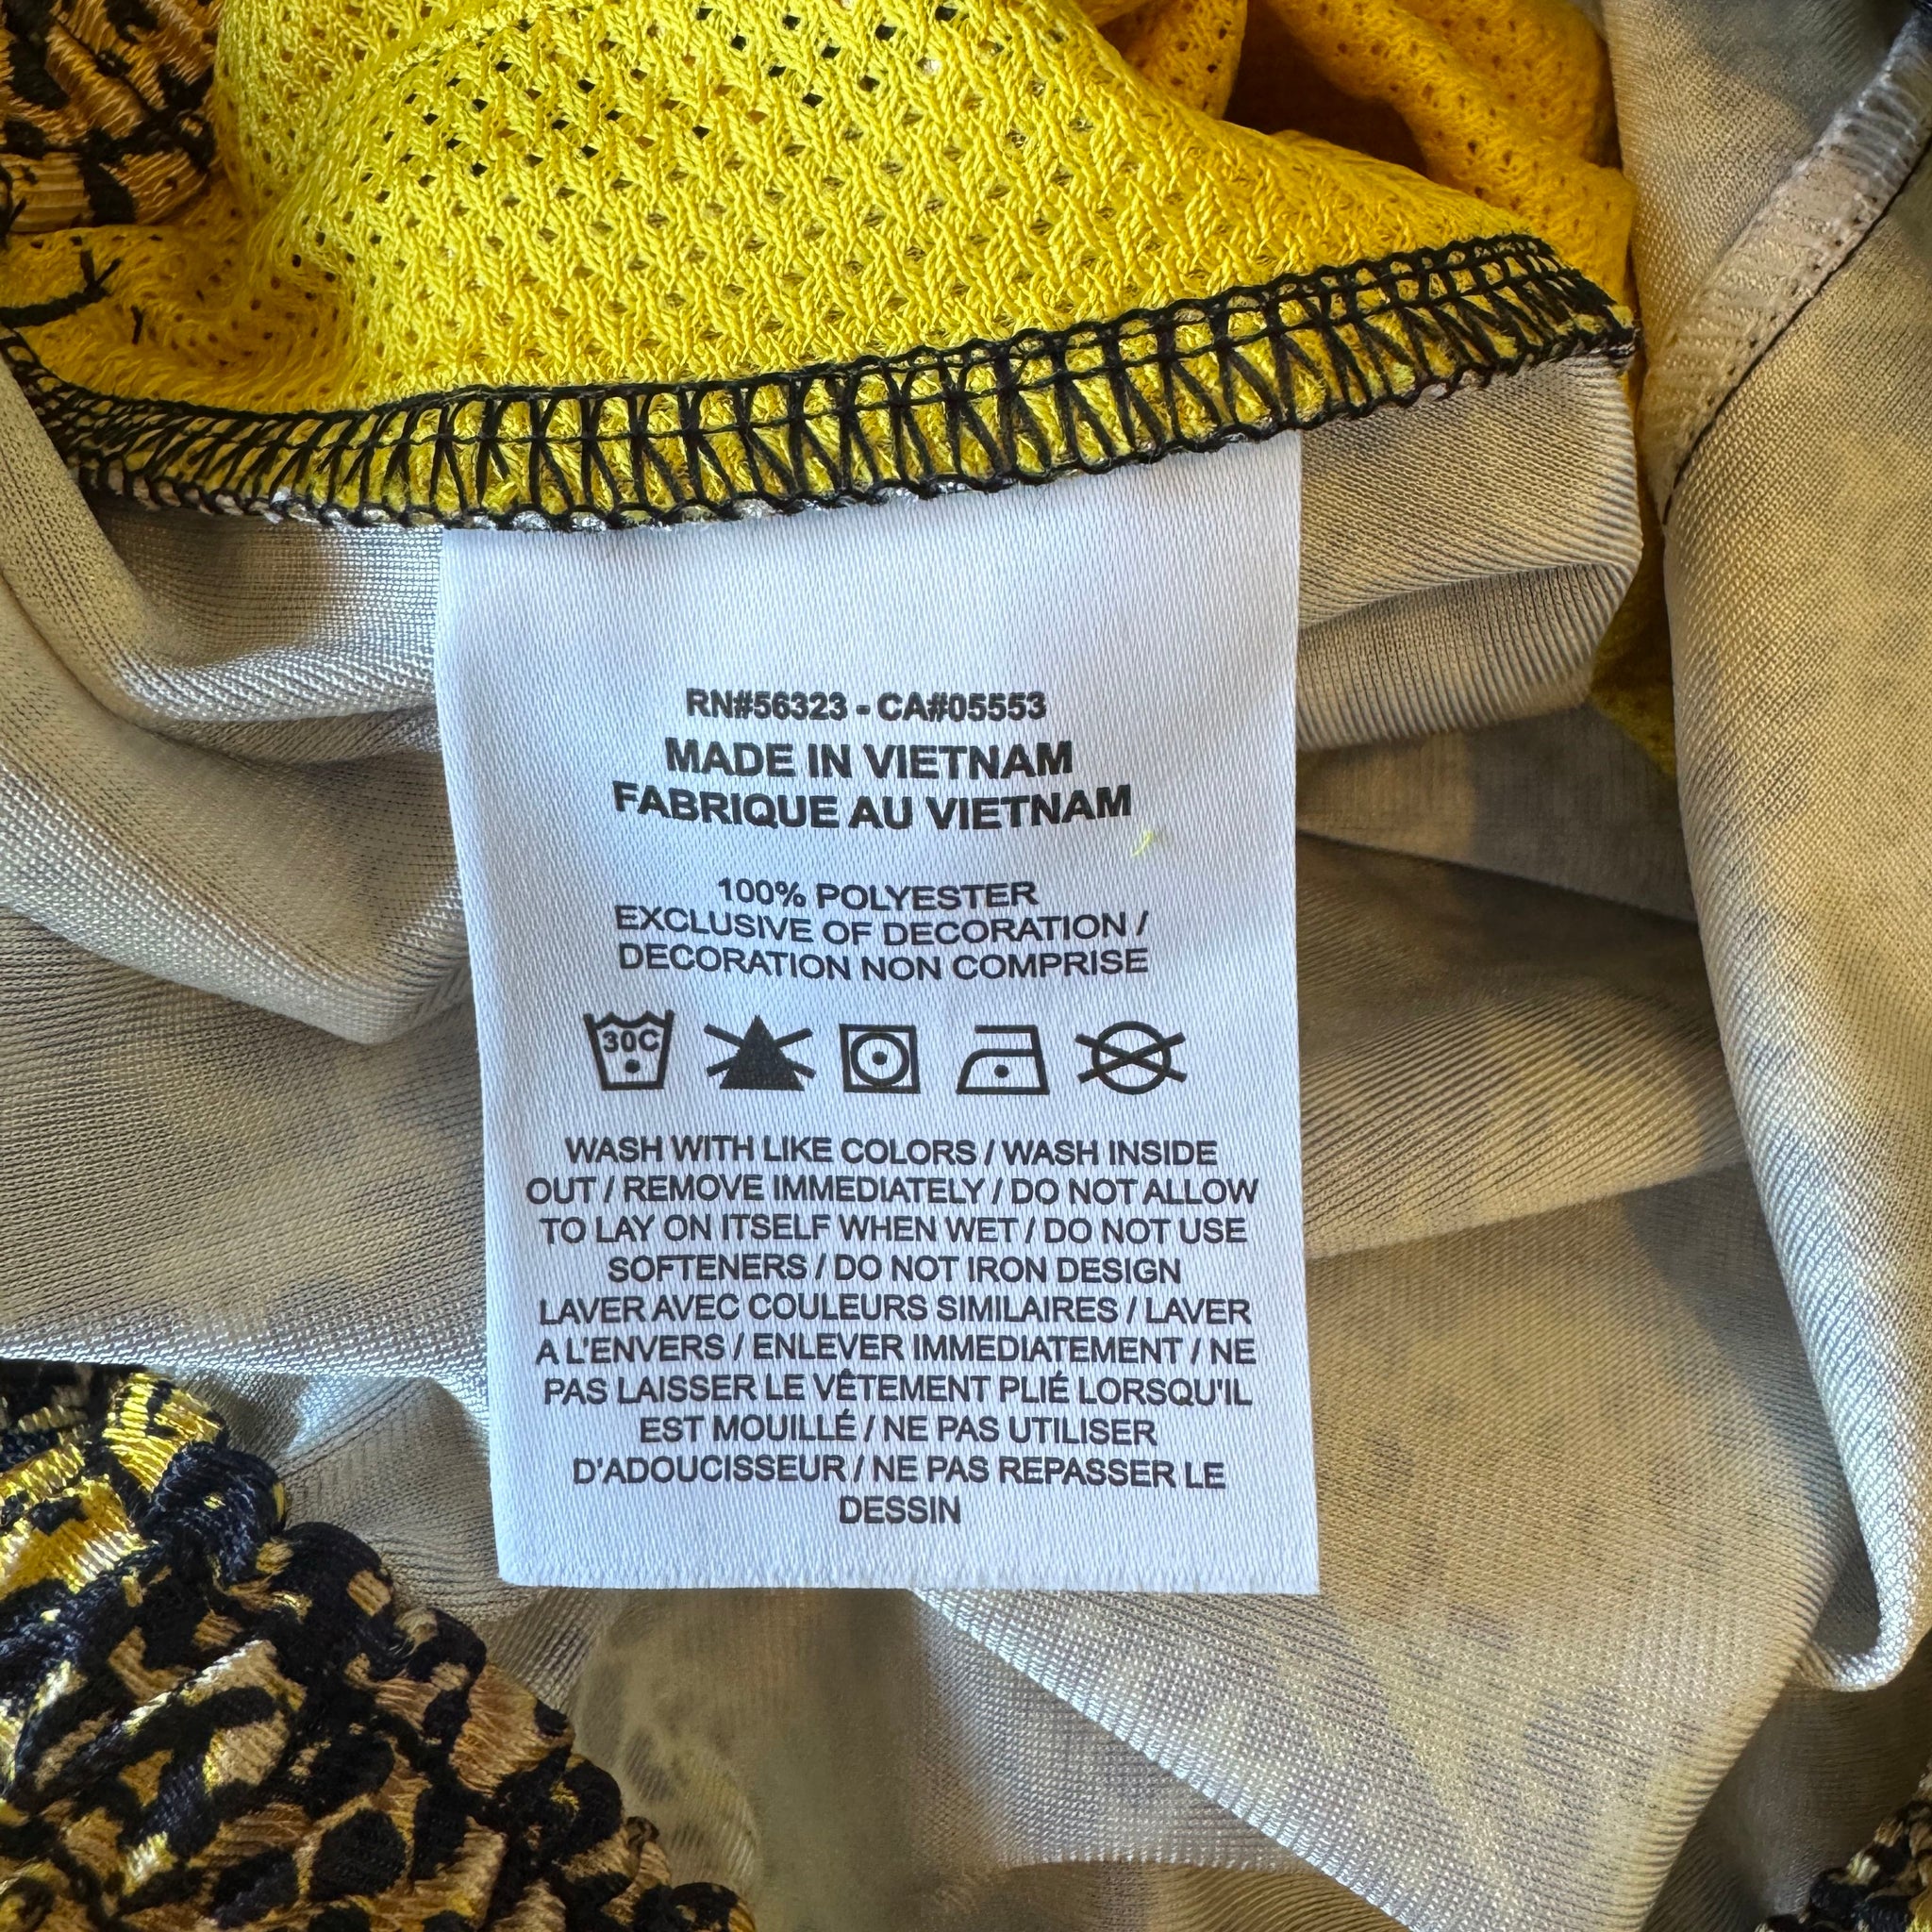 RN#56323 - CA#05553
MADE IN VIETNAM
FABRIQUE AU VIETNAM
100% POLYESTER
EXCLUSIVE OF DECORATION /
DECORATION NON COMPRISE
30C
WASH WITH LIKE COLORS / WASH INSIDE
OUT / REMOVE IMMEDIATELY / DO NOT ALLOW
TO LAY ON ITSELF WHEN WET / DO NOT USE
SOFTENERS / DO NOT IRON DESIGN
LAVER AVEC COULEURS SIMILAIRES / LAVER
A L'ENVERS / ENLEVER IMMEDIATEMENT / NE
PAS LAISSER LE VÊTEMENT PLIÉ LORSQU'IL
EST MOUILLÉ / NE PAS UTILISER
D'ADOUCISSEUR / NE PAS REPASSER LE
DESSIN